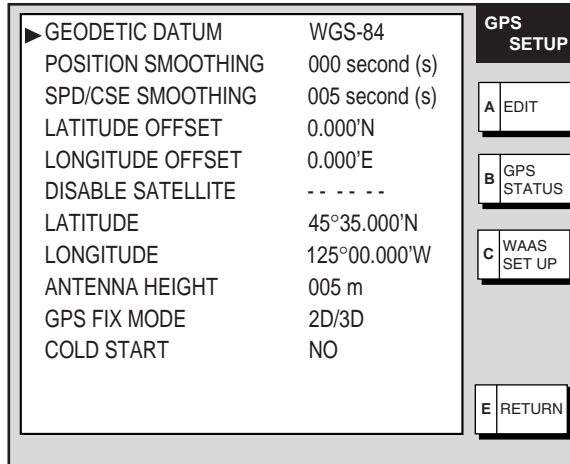 ▶GEODETIC DATUM WGS-84
POSITION SMOOTHING 000 second (s)
SPD/CSE SMOOTHING 005 second (s)
LATITUDE OFFSET 0.000'N
LONGITUDE OFFSET 0.000'E
DISABLE SATELLITE - - - - - -
LATITUDE 45°35.000'N
LONGITUDE 125°00.000'W
ANTENNA HEIGHT 005 m
GPS FIX MODE 2D/3D
COLD START NO
GPS
SETUP
A EDIT
B GPS
STATUS
C WAAS
SET UP
E RETURN